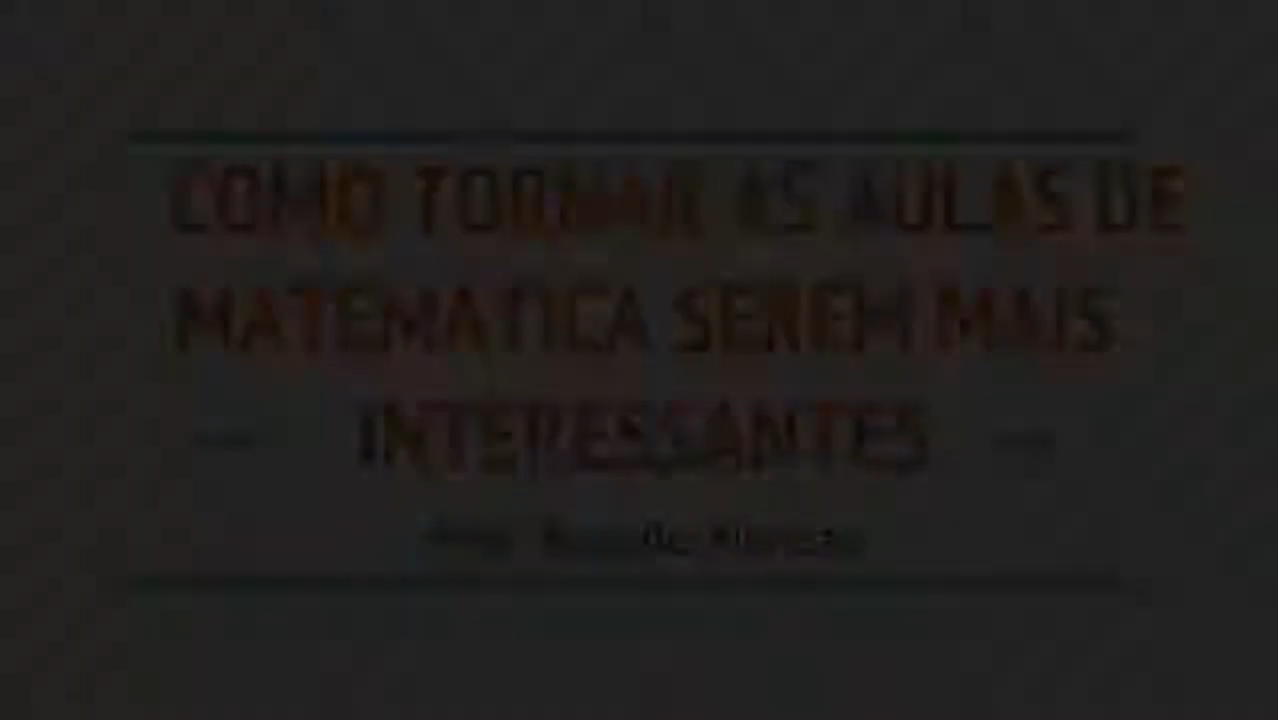 COMO TORNAR AS AULAS DE
MATEMATICA SEREM MAIS
INTERESSANTES